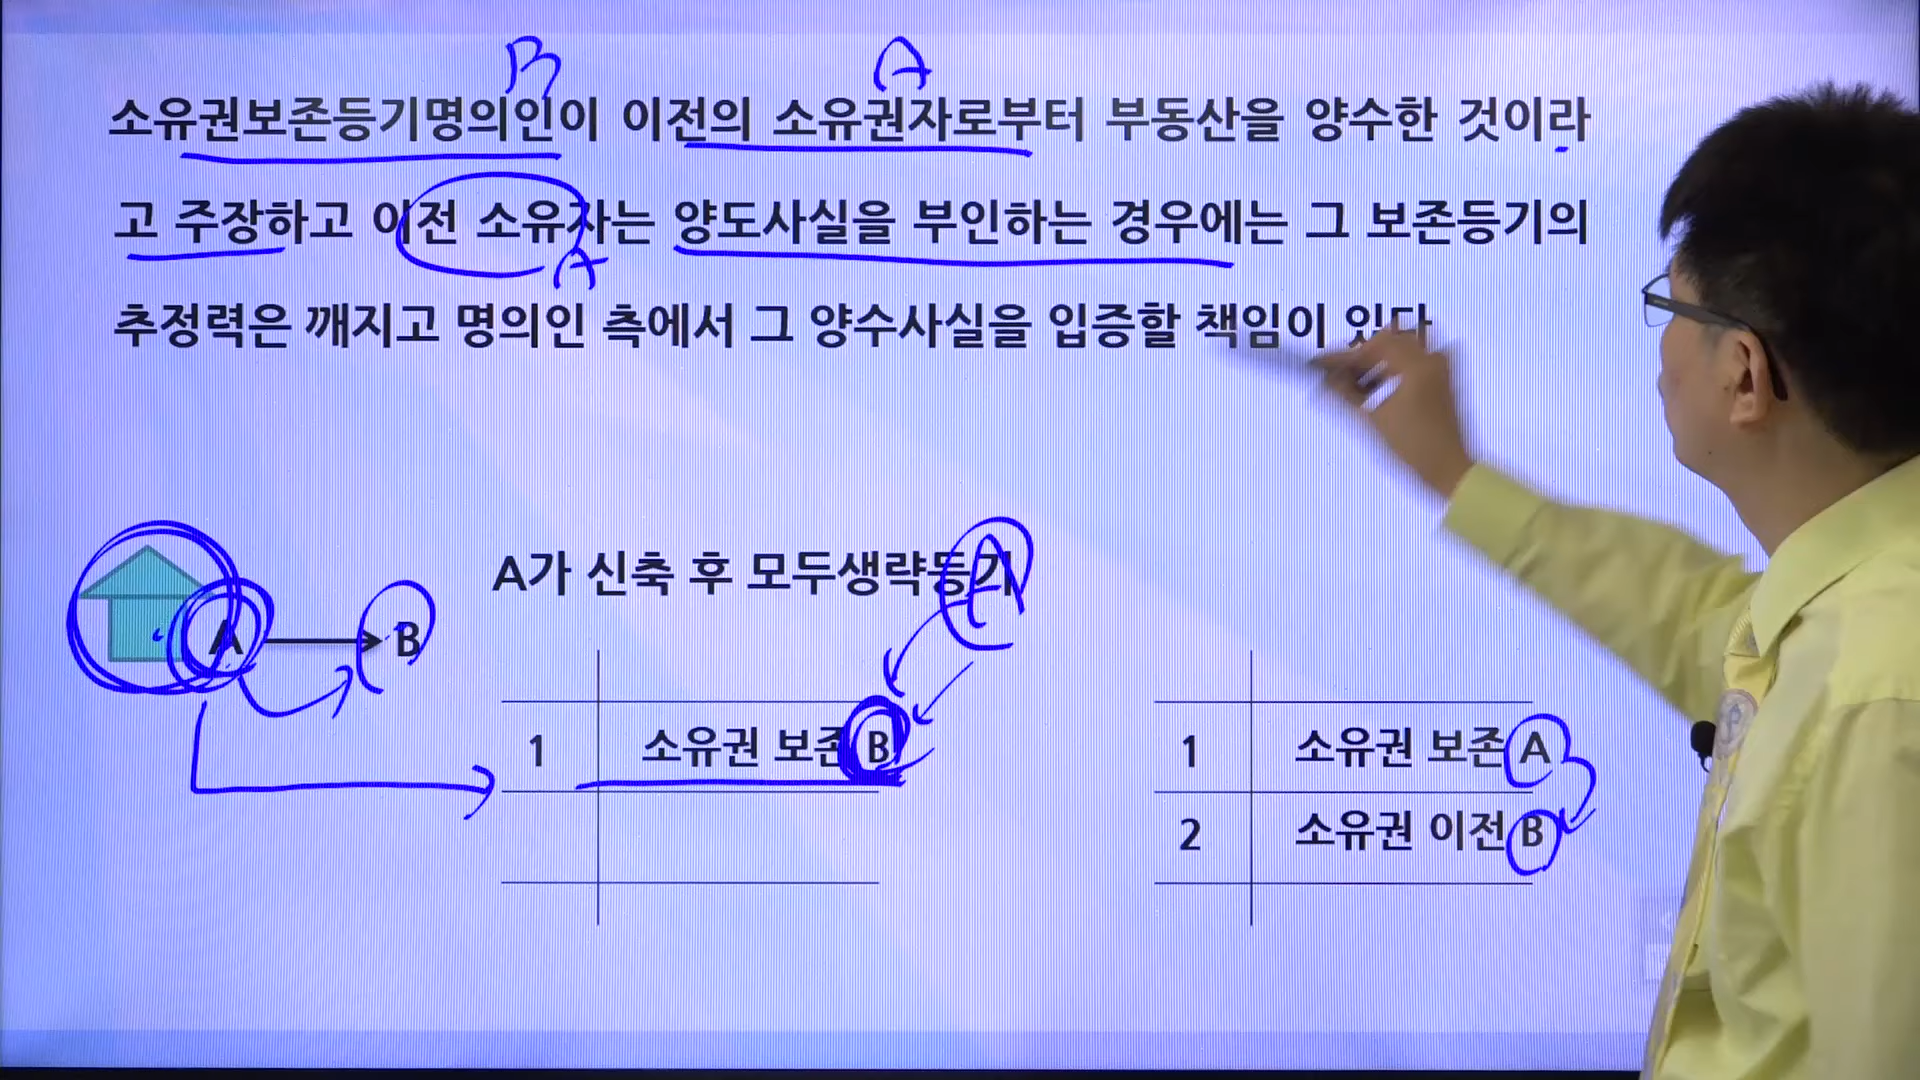 B A
소유권보존등기명의인이 이전의 소유권자로부터 부동산을 양수한 것이라
고 주장하고 이전 소유자는 양도사실을 부인하는 경우에는 그 보존등기의
A
추정력은 깨지고 명의인 측에서 그 양수사실을 입증할 책임이 있다
A가 신축 후 모두생략등기
A
A B
1 소유권 보존 B
1 소유권 보존 A
2 소유권 이전 B